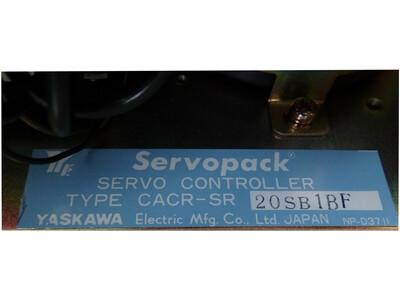 Servopack®
SERVO CONTROLLER
TYPE CACR-SR 20SB1BF
YASKAWA Electric Mfg. Co., Ltd. JAPAN NP-D3711